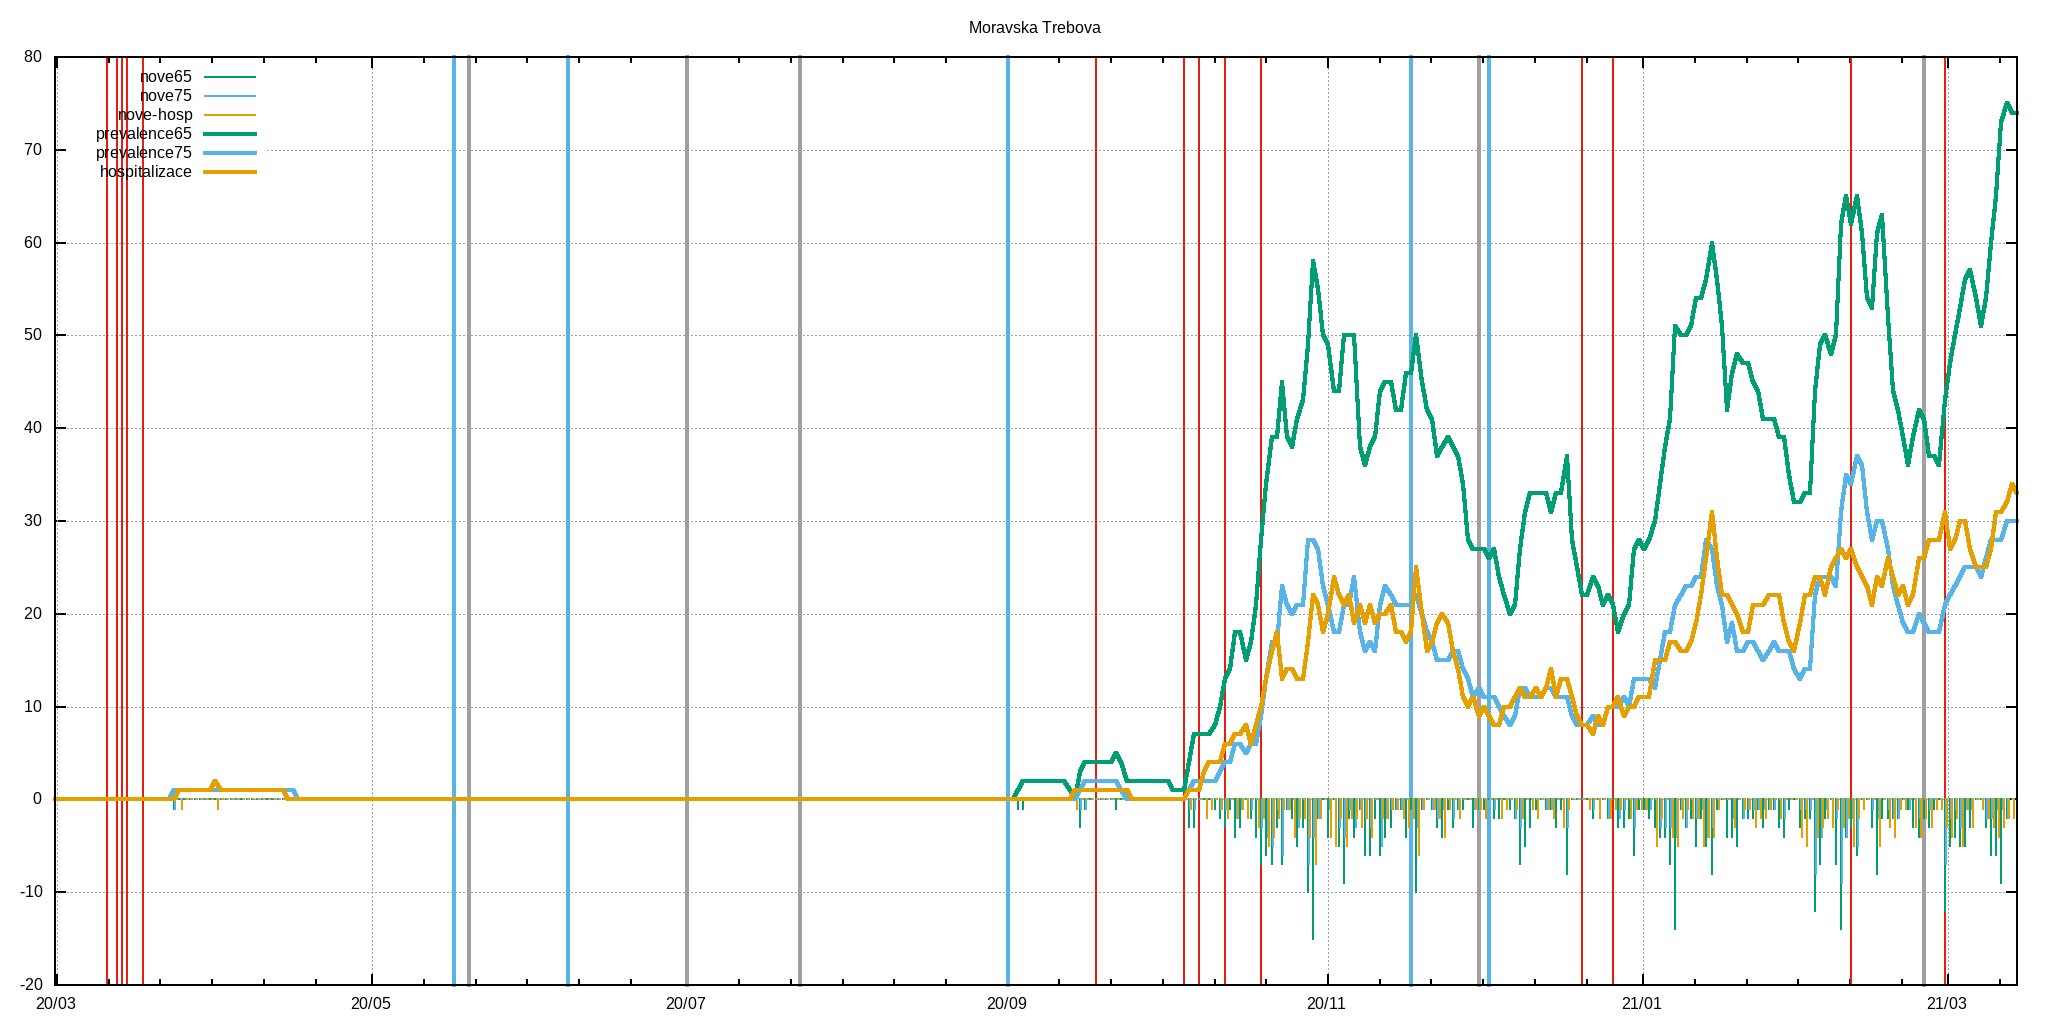 Moravska Trebova
80
70
60
50
40
30
20
10
0
-10
-20
nove65
nove75
nove-hosp
prevalence65
prevalence75
hospitalizace
20/03 20/05 20/07 20/09 20/11 21/01 21/03